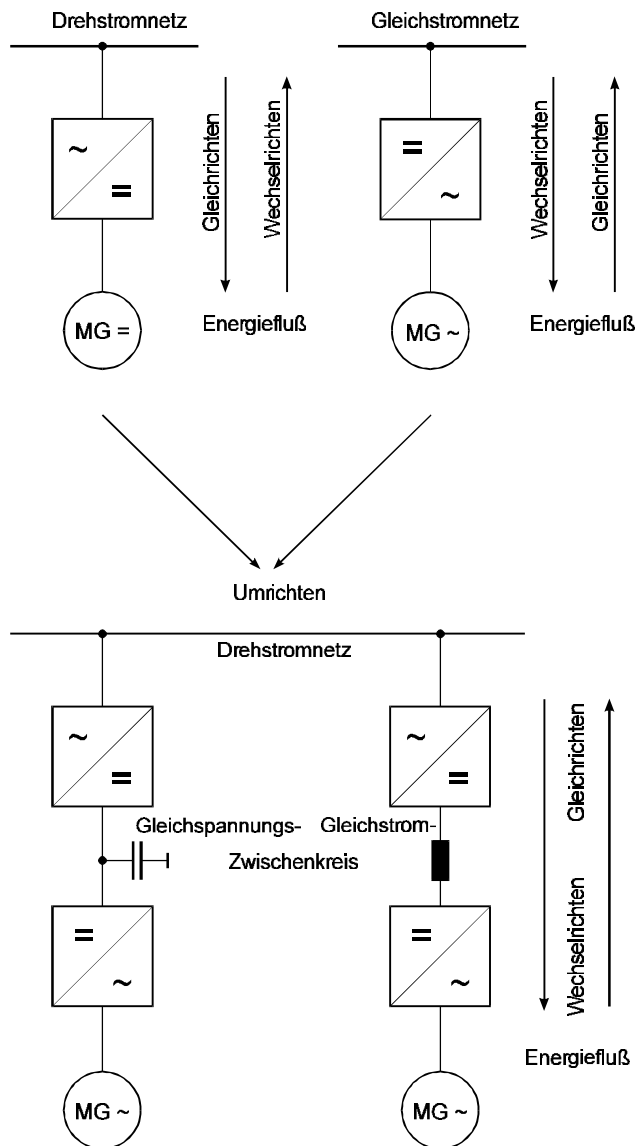 Drehstromnetz
Gleichstromnetz
~
=
Gleichrichten
Wechselrichten
=
~
Wechselrichten
Gleichrichten
MG =
Energiefluß
MG ~
Energiefluß
Umrichten
Drehstromnetz
~
=
~
=
Gleichrichten
Gleichspannungs-
Gleichstrom-
Zwischenkreis
=
~
=
~
Wechselrichten
Energiefluß
MG ~
MG ~